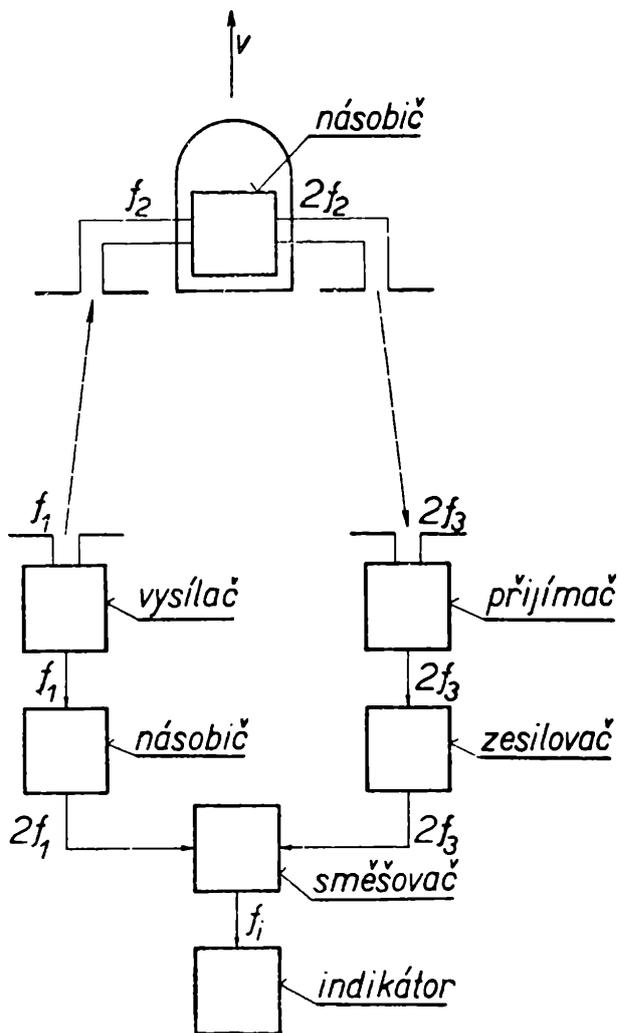 v
násobič
f₂ 2f₂
f₁ 2f₃
vysílač přijímač
f₁ 2f₃
násobič zesilovač
2f₁ 2f₃
směšovač
fᵢ
indikátor